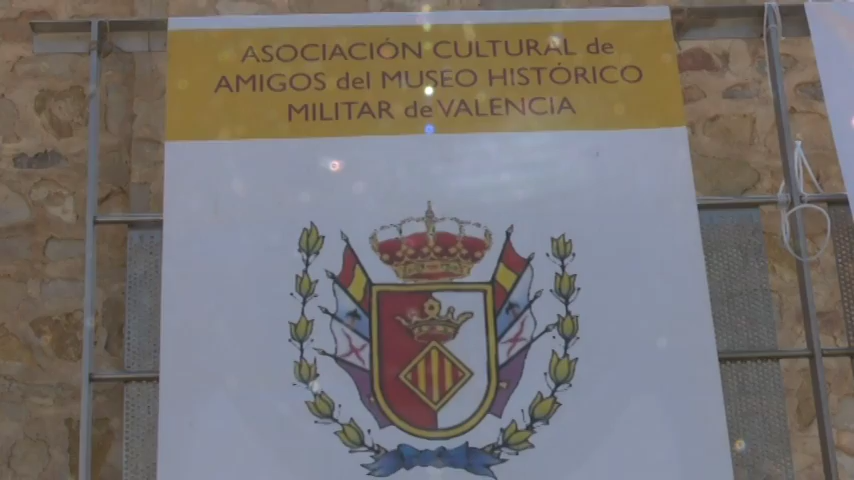 ASOCIACIÓN CULTURAL de
AMIGOS del MUSEO HISTÓRICO
MILITAR de VALENCIA